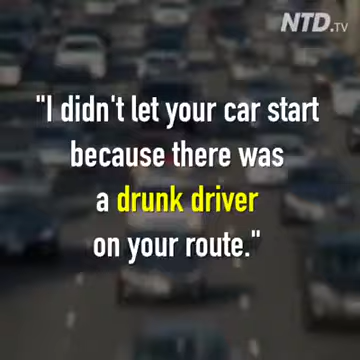 NTD.TV
"I didn't let your car start
because there was
a drunk driver
on your route."